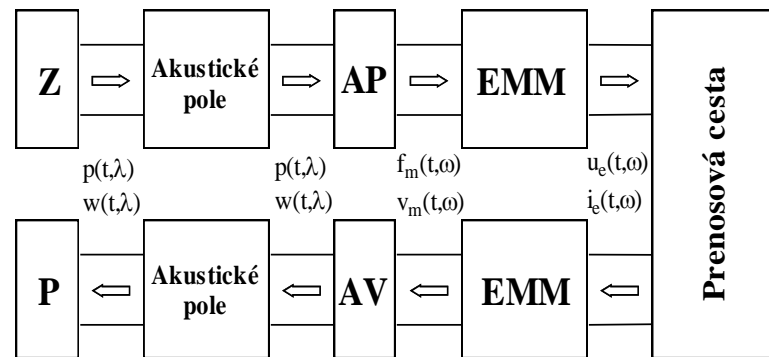 Z
Akustické
pole
AP
EMM
Prenosová cesta
p(t,λ)
w(t,λ)
p(t,λ)
w(t,λ)
f_m(t,ω)
v_m(t,ω)
u_e(t,ω)
i_e(t,ω)
P
Akustické
pole
AV
EMM